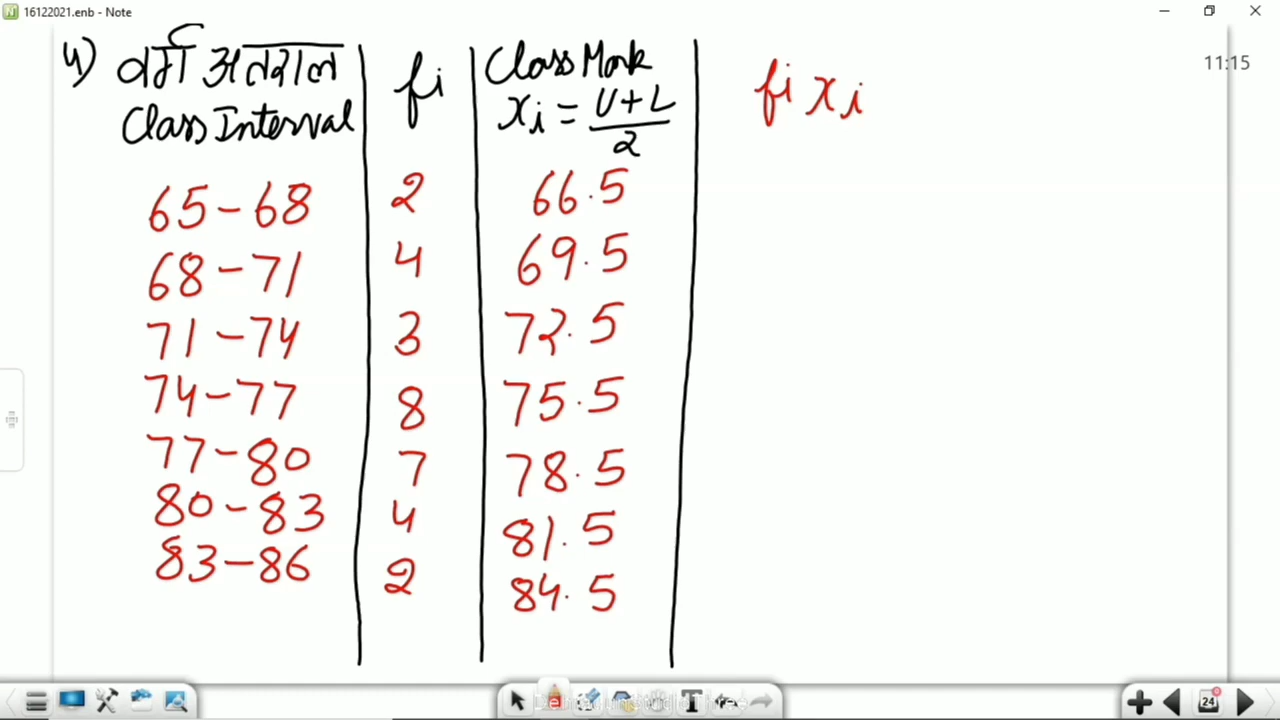 16122021.enb - Note
11:15
4) वर्ग अंतराल fi Class Mark fi xi
Class Interval xi = U+L/2
65-68 2 66.5
68-71 4 69.5
71-74 3 72.5
74-77 8 75.5
77-80 7 78.5
80-83 4 81.5
83-86 2 84.5
24